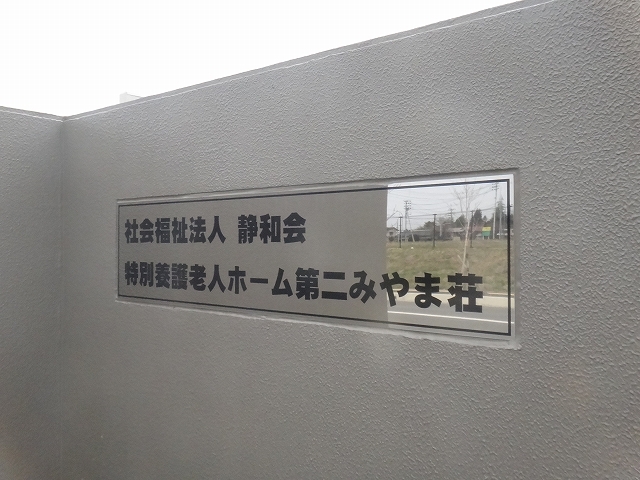 社会福祉法人 静和会
特別養護老人ホーム第二みやま荘